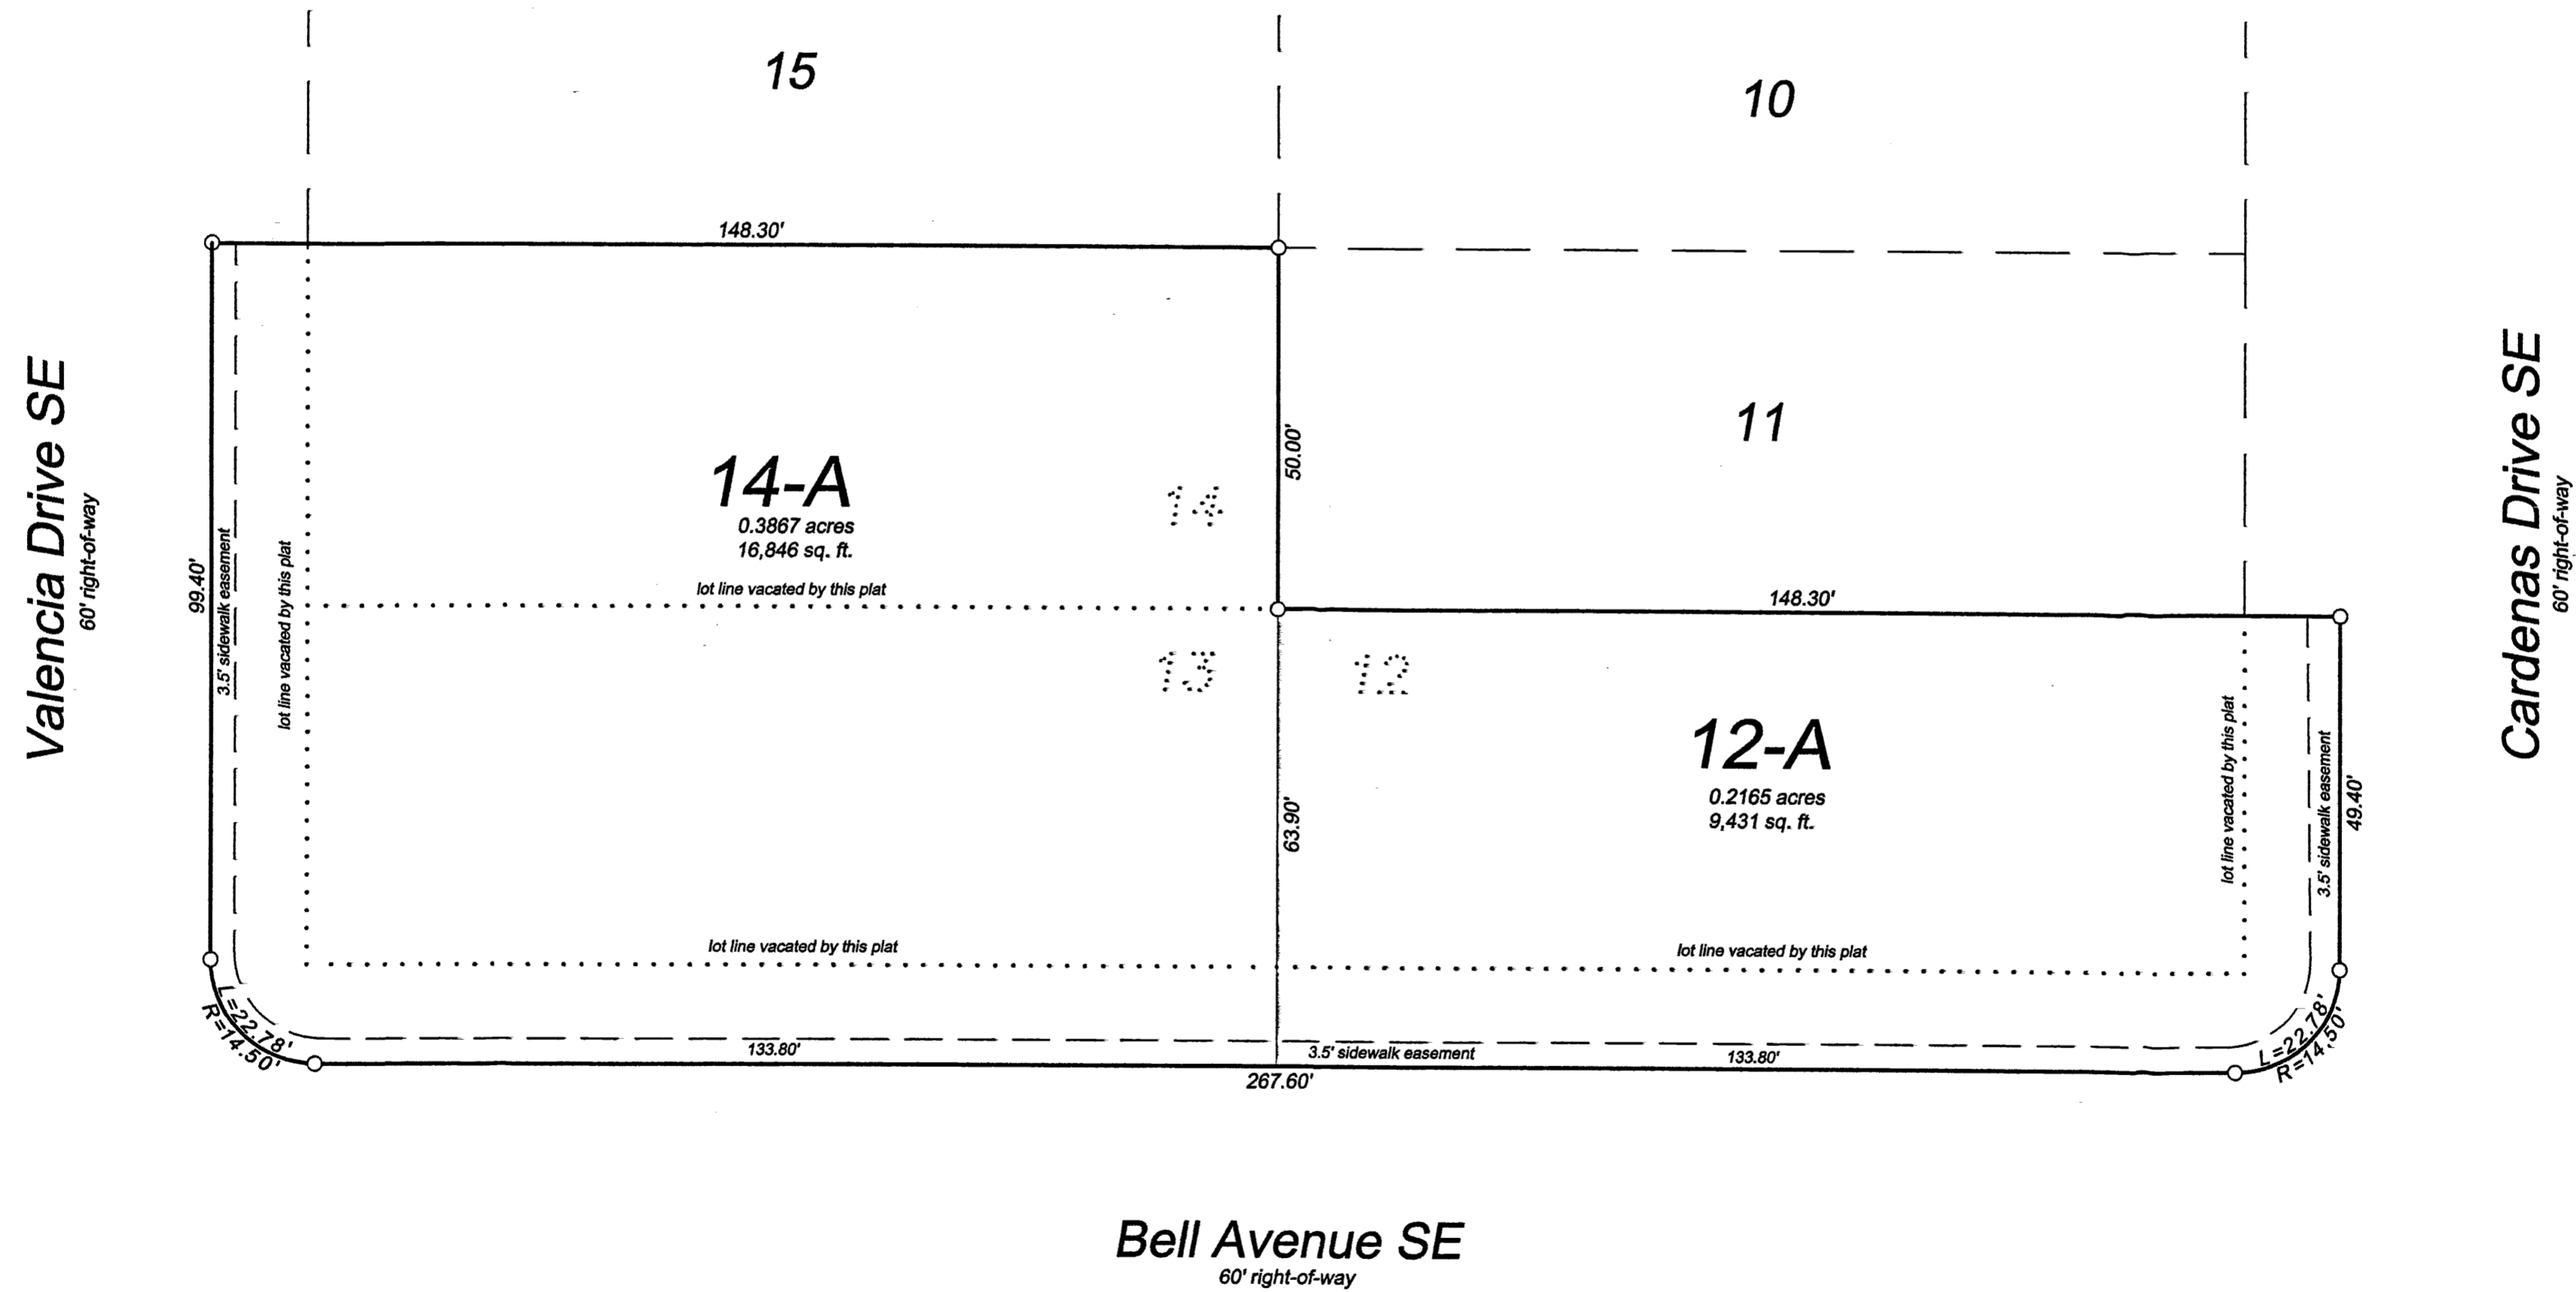 15
10
148.30'
Valencia Drive SE
60' right-of-way
99.40'
3.5' sidewalk easement
lot line vacated by this plat
14-A
0.3867 acres
16,846 sq. ft.
lot line vacated by this plat
14
50.00'
11
148.30'
Cardenas Drive SE
60' right-of-way
13
12
63.90'
12-A
0.2165 acres
9,431 sq. ft.
lot line vacated by this plat
3.5' sidewalk easement
49.40'
lot line vacated by this plat
lot line vacated by this plat
L=22.78'
R=14.50'
133.80'
3.5' sidewalk easement
133.80'
L=22.78'
R=14.50'
267.60'
Bell Avenue SE
60' right-of-way